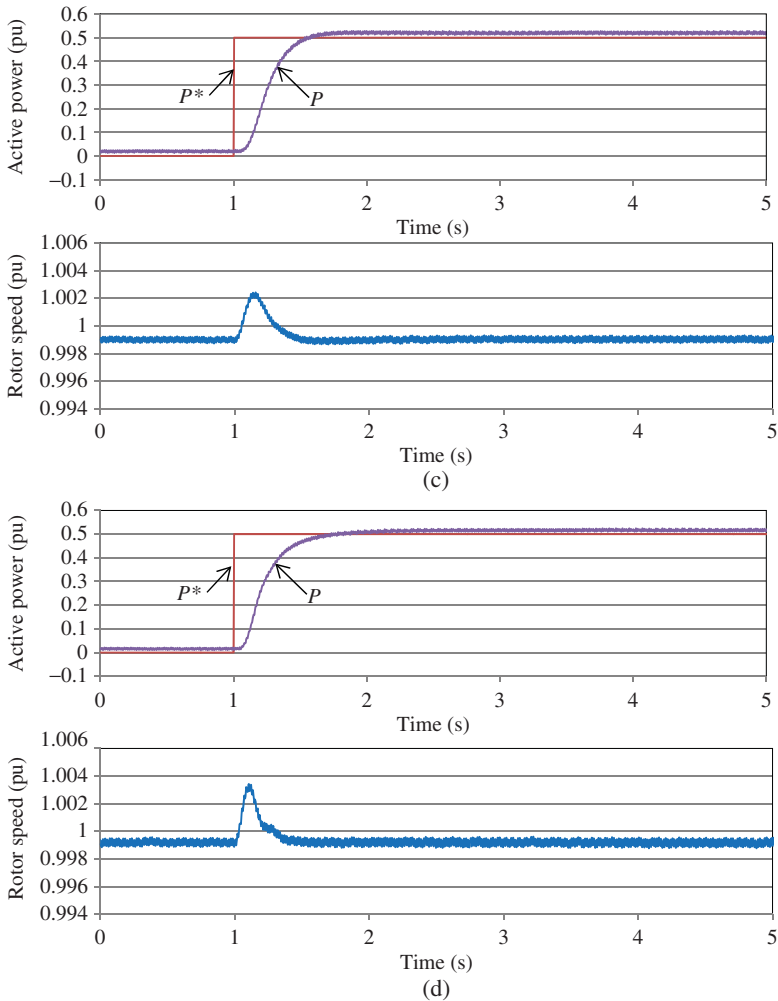 Active power (pu)
0.6
0.5
0.4
0.3
0.2
0.1
0
–0.1
P*
P
0 1 2 3 4 5
Time (s)
Rotor speed (pu)
1.006
1.004
1.002
1
0.998
0.996
0.994
0 1 2 3 4 5
Time (s)
(c)
Active power (pu)
0.6
0.5
0.4
0.3
0.2
0.1
0
–0.1
P*
P
0 1 2 3 4 5
Time (s)
Rotor speed (pu)
1.006
1.004
1.002
1
0.998
0.996
0.994
0 1 2 3 4 5
Time (s)
(d)